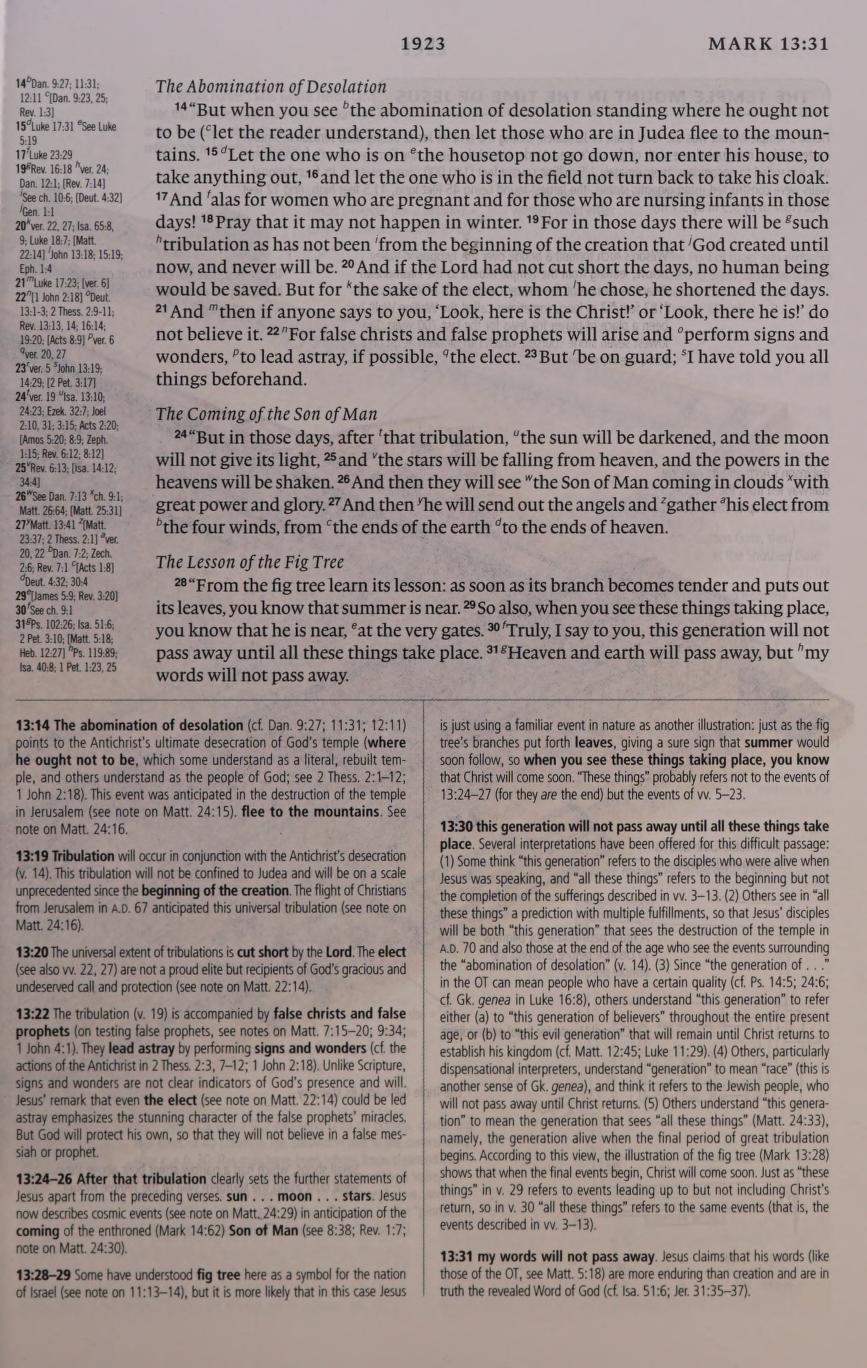 1923
MARK 13:31
14 bDan. 9:27; 11:31;
12:11 c[Dan. 9:23, 25;
Rev. 1:3]
15 dLuke 17:31 eSee Luke
5:19
17 fLuke 23:29
19 gRev. 16:18 hver. 24;
Dan. 12:1; [Rev. 7:14]
iSee ch. 10:6; [Deut. 4:32]
jGen. 1:1
20 kver. 22, 27; Isa. 65:8,
9; Luke 18:7; [Matt.
22:14] lJohn 13:18; 15:19;
Eph. 1:4
21 mLuke 17:23; [ver. 6]
22 n[1 John 2:18] oDeut.
13:1-3; 2 Thess. 2:9-11;
Rev. 13:13, 14; 16:14;
19:20; [Acts 8:9] pver. 6
qver. 20, 27
23 rver. 5 sJohn 13:19;
14:29; [2 Pet. 3:17]
24 tver. 19 uIsa. 13:10;
24:23; Ezek. 32:7; Joel
2:10, 31; 3:15; Acts 2:20;
[Amos 5:20; 8:9; Zeph.
1:15; Rev. 6:12; 8:12]
25 vRev. 6:13; [Isa. 14:12;
34:4]
26 wSee Dan. 7:13 xch. 9:1;
Matt. 26:64; [Matt. 25:31]
27 yMatt. 13:41 z[Matt.
23:37; 2 Thess. 2:1] aver.
20, 22 bDan. 7:2; Zech.
2:6; Rev. 7:1 c[Acts 1:8]
dDeut. 4:32; 30:4
29 e[James 5:9; Rev. 3:20]
30 fSee ch. 9:1
31 gPs. 102:26; Isa. 51:6;
2 Pet. 3:10; [Matt. 5:18;
Heb. 12:27] hPs. 119:89;
Isa. 40:8; 1 Pet. 1:23, 25
The Abomination of Desolation
14 “But when you see bthe abomination of desolation standing where he ought not
to be (clet the reader understand), then let those who are in Judea flee to the moun-
tains. 15 dLet the one who is on ethe housetop not go down, nor enter his house, to
take anything out, 16 and let the one who is in the field not turn back to take his cloak.
17 And falas for women who are pregnant and for those who are nursing infants in those
days! 18 Pray that it may not happen in winter. 19 For in those days there will be gsuch
htribulation as has not been ifrom the beginning of the creation that jGod created until
now, and never will be. 20 And if the Lord had not cut short the days, no human being
would be saved. But for kthe sake of the elect, whom lhe chose, he shortened the days.
21 And mthen if anyone says to you, ‘Look, here is the Christ!’ or ‘Look, there he is!’ do
not believe it. 22 nFor false christs and false prophets will arise and operform signs and
wonders, pto lead astray, if possible, qthe elect. 23 But rbe on guard; sI have told you all
things beforehand.
The Coming of the Son of Man
24 “But in those days, after tthat tribulation, uthe sun will be darkened, and the moon
will not give its light, 25 and vthe stars will be falling from heaven, and the powers in the
heavens will be shaken. 26 And then they will see wthe Son of Man coming in clouds xwith
great power and glory. 27 And then yhe will send out the angels and zgather ahis elect from
bthe four winds, from cthe ends of the earth dto the ends of heaven.
The Lesson of the Fig Tree
28 “From the fig tree learn its lesson: as soon as its branch becomes tender and puts out
its leaves, you know that summer is near. 29 So also, when you see these things taking place,
you know that he is near, eat the very gates. 30 fTruly, I say to you, this generation will not
pass away until all these things take place. 31 gHeaven and earth will pass away, but hmy
words will not pass away.
13:14 The abomination of desolation (cf. Dan. 9:27; 11:31; 12:11)
points to the Antichrist's ultimate desecration of God's temple (where
he ought not to be, which some understand as a literal, rebuilt tem-
ple, and others understand as the people of God; see 2 Thess. 2:1–12;
1 John 2:18). This event was anticipated in the destruction of the temple
in Jerusalem (see note on Matt. 24:15). flee to the mountains. See
note on Matt. 24:16.
13:19 Tribulation will occur in conjunction with the Antichrist's desecration
(v. 14). This tribulation will not be confined to Judea and will be on a scale
unprecedented since the beginning of the creation. The flight of Christians
from Jerusalem in A.D. 67 anticipated this universal tribulation (see note on
Matt. 24:16).
13:20 The universal extent of tribulations is cut short by the Lord. The elect
(see also vv. 22, 27) are not a proud elite but recipients of God's gracious and
undeserved call and protection (see note on Matt. 22:14).
13:22 The tribulation (v. 19) is accompanied by false christs and false
prophets (on testing false prophets, see notes on Matt. 7:15–20; 9:34;
1 John 4:1). They lead astray by performing signs and wonders (cf. the
actions of the Antichrist in 2 Thess. 2:3, 7–12; 1 John 2:18). Unlike Scripture,
signs and wonders are not clear indicators of God's presence and will.
Jesus' remark that even the elect (see note on Matt. 22:14) could be led
astray emphasizes the stunning character of the false prophets' miracles.
But God will protect his own, so that they will not believe in a false mes-
siah or prophet.
13:24–26 After that tribulation clearly sets the further statements of
Jesus apart from the preceding verses. sun . . . moon . . . stars. Jesus
now describes cosmic events (see note on Matt. 24:29) in anticipation of the
coming of the enthroned (Mark 14:62) Son of Man (see 8:38; Rev. 1:7;
note on Matt. 24:30).
13:28–29 Some have understood fig tree here as a symbol for the nation
of Israel (see note on 11:13–14), but it is more likely that in this case Jesus
is just using a familiar event in nature as another illustration: just as the fig
tree's branches put forth leaves, giving a sure sign that summer would
soon follow, so when you see these things taking place, you know
that Christ will come soon. "These things" probably refers not to the events of
13:24–27 (for they are the end) but the events of vv. 5–23.
13:30 this generation will not pass away until all these things take
place. Several interpretations have been offered for this difficult passage:
(1) Some think "this generation" refers to the disciples who were alive when
Jesus was speaking, and "all these things" refers to the beginning but not
the completion of the sufferings described in vv. 3–13. (2) Others see in "all
these things" a prediction with multiple fulfillments, so that Jesus' disciples
will be both "this generation" that sees the destruction of the temple in
A.D. 70 and also those at the end of the age who see the events surrounding
the "abomination of desolation" (v. 14). (3) Since "the generation of . . ."
in the OT can mean people who have a certain quality (cf. Ps. 14:5; 24:6;
cf. Gk. genea in Luke 16:8), others understand "this generation" to refer
either (a) to "this generation of believers" throughout the entire present
age, or (b) to "this evil generation" that will remain until Christ returns to
establish his kingdom (cf. Matt. 12:45; Luke 11:29). (4) Others, particularly
dispensational interpreters, understand "generation" to mean "race" (this is
another sense of Gk. genea), and think it refers to the Jewish people, who
will not pass away until Christ returns. (5) Others understand "this genera-
tion" to mean the generation that sees "all these things" (Matt. 24:33),
namely, the generation alive when the final period of great tribulation
begins. According to this view, the illustration of the fig tree (Mark 13:28)
shows that when the final events begin, Christ will come soon. Just as "these
things" in v. 29 refers to events leading up to but not including Christ's
return, so in v. 30 "all these things" refers to the same events (that is, the
events described in vv. 3–13).
13:31 my words will not pass away. Jesus claims that his words (like
those of the OT, see Matt. 5:18) are more enduring than creation and are in
truth the revealed Word of God (cf. Isa. 51:6; Jer. 31:35–37).